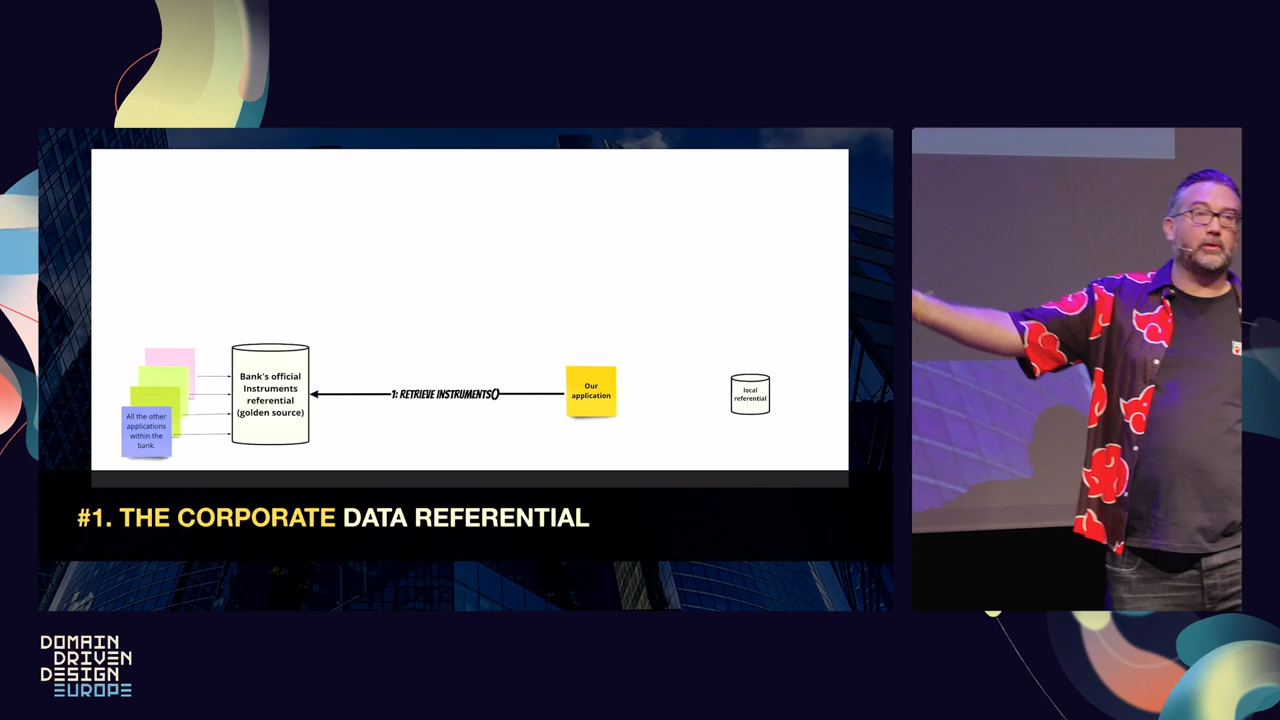 All the other
applications
within the
bank.
Bank's official
Instruments
referential
(golden source)
1: RETRIEVE INSTRUMENTS()
Our
application
local
referential
#1. THE CORPORATE DATA REFERENTIAL
DOMAIN
DRIVEN
DESIGN
EUROPE